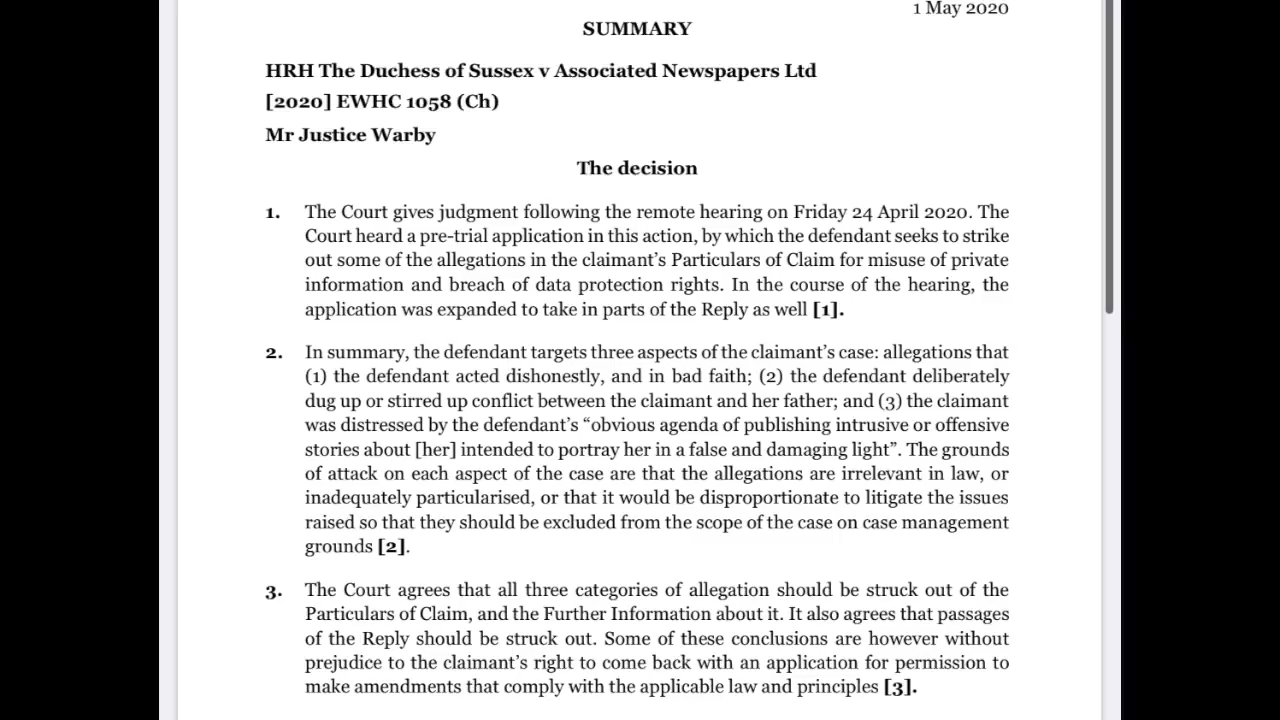 1 May 2020
SUMMARY
HRH The Duchess of Sussex v Associated Newspapers Ltd
[2020] EWHC 1058 (Ch)
Mr Justice Warby
The decision
1. The Court gives judgment following the remote hearing on Friday 24 April 2020. The
Court heard a pre-trial application in this action, by which the defendant seeks to strike
out some of the allegations in the claimant’s Particulars of Claim for misuse of private
information and breach of data protection rights. In the course of the hearing, the
application was expanded to take in parts of the Reply as well [1].
2. In summary, the defendant targets three aspects of the claimant’s case: allegations that
(1) the defendant acted dishonestly, and in bad faith; (2) the defendant deliberately
dug up or stirred up conflict between the claimant and her father; and (3) the claimant
was distressed by the defendant’s “obvious agenda of publishing intrusive or offensive
stories about [her] intended to portray her in a false and damaging light”. The grounds
of attack on each aspect of the case are that the allegations are irrelevant in law, or
inadequately particularised, or that it would be disproportionate to litigate the issues
raised so that they should be excluded from the scope of the case on case management
grounds [2].
3. The Court agrees that all three categories of allegation should be struck out of the
Particulars of Claim, and the Further Information about it. It also agrees that passages
of the Reply should be struck out. Some of these conclusions are however without
prejudice to the claimant’s right to come back with an application for permission to
make amendments that comply with the applicable law and principles [3].